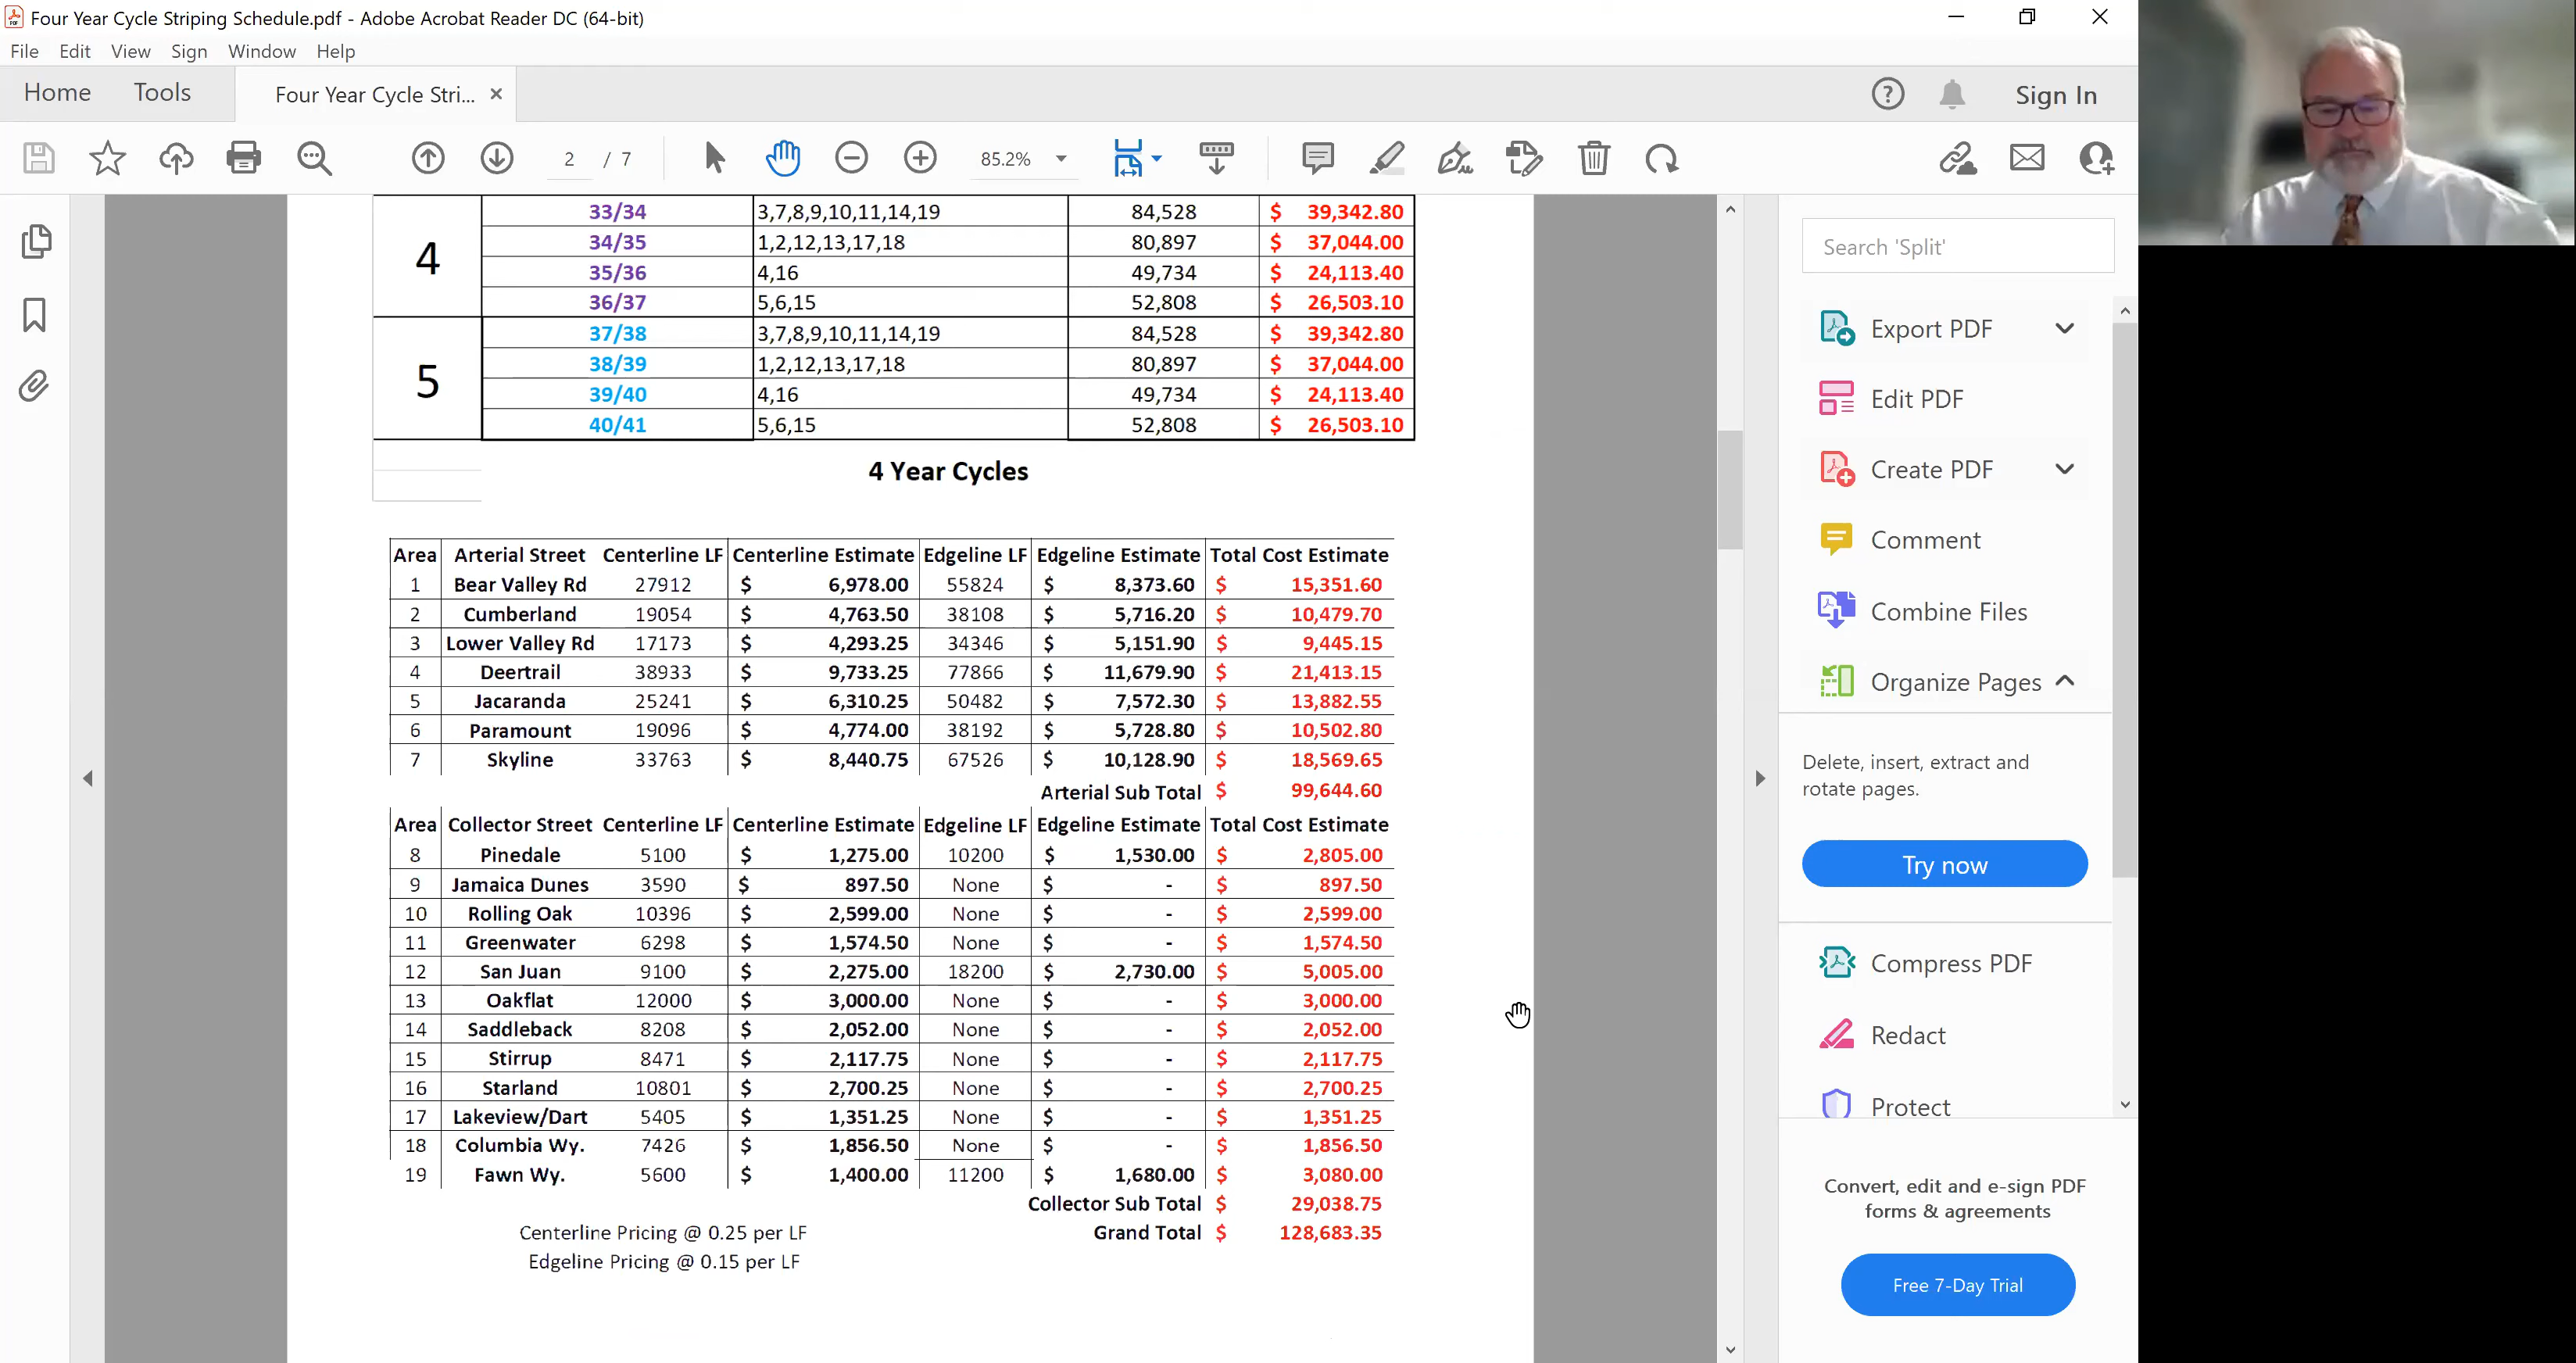 Four Year Cycle Striping Schedule.pdf - Adobe Acrobat Reader DC (64-bit)
File Edit View Sign Window Help
Home Tools Four Year Cycle Stri... × Sign In
2 / 7 85.2%
4
33/34 3,7,8,9,10,11,14,19 84,528 $ 39,342.80
34/35 1,2,12,13,17,18 80,897 $ 37,044.00
35/36 4,16 49,734 $ 24,113.40
36/37 5,6,15 52,808 $ 26,503.10
5
37/38 3,7,8,9,10,11,14,19 84,528 $ 39,342.80
38/39 1,2,12,13,17,18 80,897 $ 37,044.00
39/40 4,16 49,734 $ 24,113.40
40/41 5,6,15 52,808 $ 26,503.10
4 Year Cycles
Area Arterial Street Centerline LF Centerline Estimate Edgeline LF Edgeline Estimate Total Cost Estimate
1 Bear Valley Rd 27912 $ 6,978.00 55824 $ 8,373.60 $ 15,351.60
2 Cumberland 19054 $ 4,763.50 38108 $ 5,716.20 $ 10,479.70
3 Lower Valley Rd 17173 $ 4,293.25 34346 $ 5,151.90 $ 9,445.15
4 Deertrail 38933 $ 9,733.25 77866 $ 11,679.90 $ 21,413.15
5 Jacaranda 25241 $ 6,310.25 50482 $ 7,572.30 $ 13,882.55
6 Paramount 19096 $ 4,774.00 38192 $ 5,728.80 $ 10,502.80
7 Skyline 33763 $ 8,440.75 67526 $ 10,128.90 $ 18,569.65
Arterial Sub Total $ 99,644.60
Area Collector Street Centerline LF Centerline Estimate Edgeline LF Edgeline Estimate Total Cost Estimate
8 Pinedale 5100 $ 1,275.00 10200 $ 1,530.00 $ 2,805.00
9 Jamaica Dunes 3590 $ 897.50 None $ - $ 897.50
10 Rolling Oak 10396 $ 2,599.00 None $ - $ 2,599.00
11 Greenwater 6298 $ 1,574.50 None $ - $ 1,574.50
12 San Juan 9100 $ 2,275.00 18200 $ 2,730.00 $ 5,005.00
13 Oakflat 12000 $ 3,000.00 None $ - $ 3,000.00
14 Saddleback 8208 $ 2,052.00 None $ - $ 2,052.00
15 Stirrup 8471 $ 2,117.75 None $ - $ 2,117.75
16 Starland 10801 $ 2,700.25 None $ - $ 2,700.25
17 Lakeview/Dart 5405 $ 1,351.25 None $ - $ 1,351.25
18 Columbia Wy. 7426 $ 1,856.50 None $ - $ 1,856.50
19 Fawn Wy. 5600 $ 1,400.00 11200 $ 1,680.00 $ 3,080.00
Collector Sub Total $ 29,038.75
Centerline Pricing @ 0.25 per LF Grand Total $ 128,683.35
Edgeline Pricing @ 0.15 per LF
Search 'Split'
Export PDF
Edit PDF
Create PDF
Comment
Combine Files
Organize Pages
Delete, insert, extract and
rotate pages.
Try now
Compress PDF
Redact
Protect
Convert, edit and e-sign PDF
forms & agreements
Free 7-Day Trial